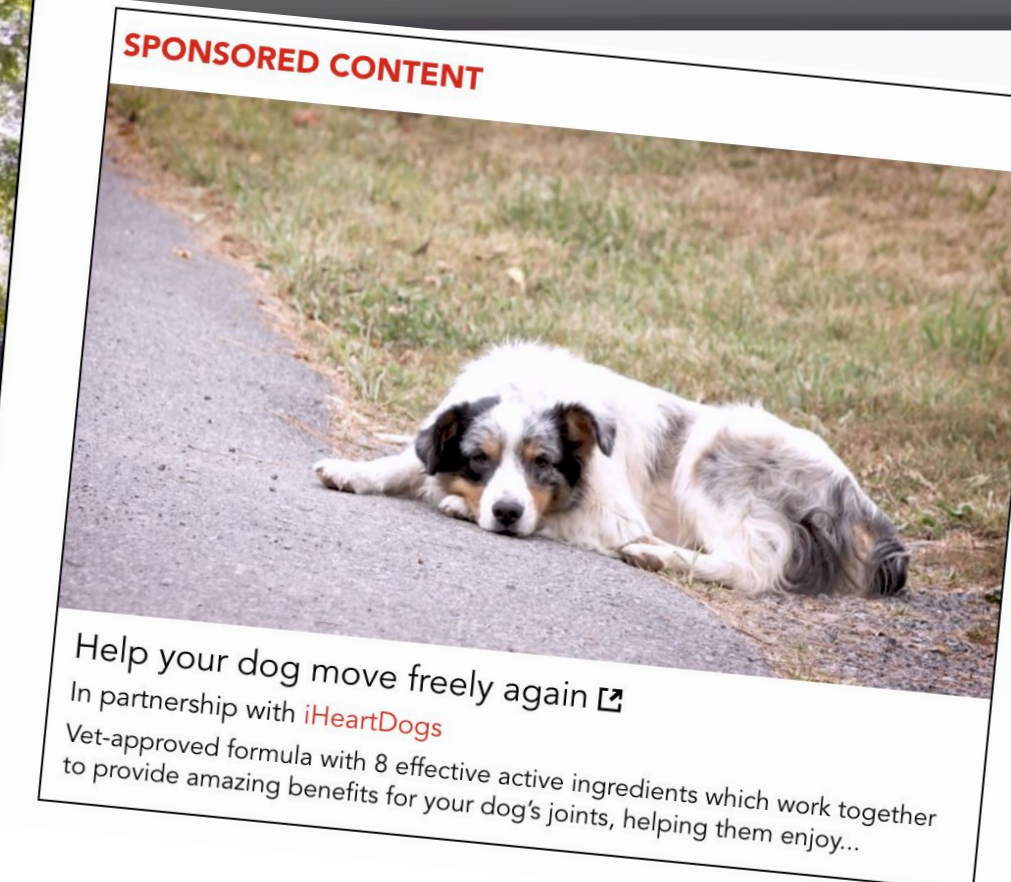 SPONSORED CONTENT
Help your dog move freely again
In partnership with iHeartDogs
Vet-approved formula with 8 effective active ingredients which work together
to provide amazing benefits for your dog's joints, helping them enjoy...